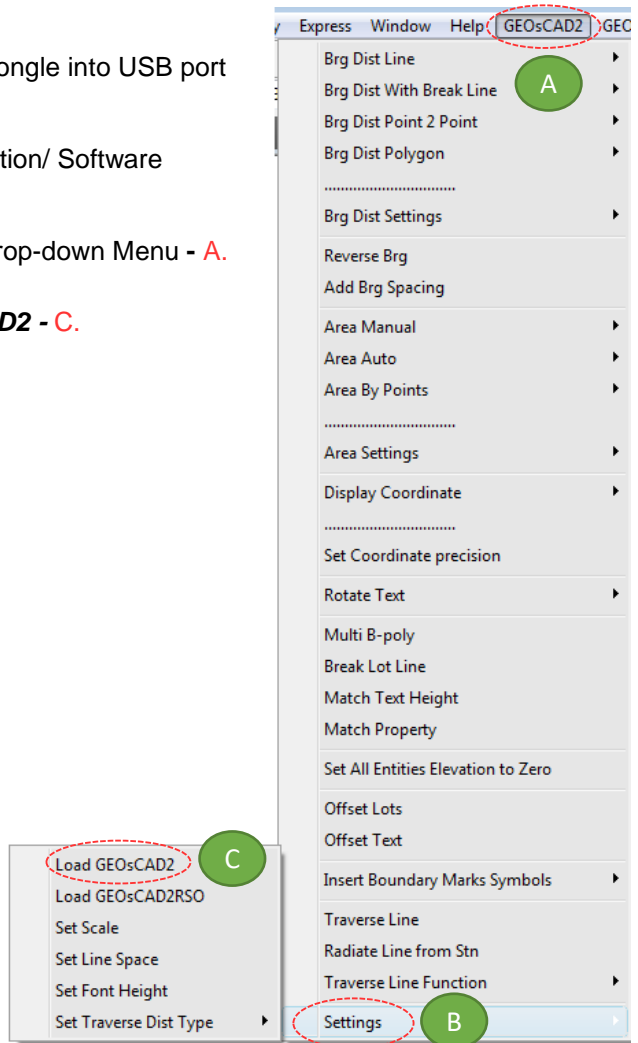 Express Window Help GEOsCAD2 GEO
ongle into USB port
tion/ Software
rop-down Menu - A.
D2 - C.
A
Brg Dist Line
Brg Dist With Break Line
Brg Dist Point 2 Point
Brg Dist Polygon
................................
Brg Dist Settings
Reverse Brg
Add Brg Spacing
Area Manual
Area Auto
Area By Points
................................
Area Settings
Display Coordinate
................................
Set Coordinate precision
Rotate Text
Multi B-poly
Break Lot Line
Match Text Height
Match Property
Set All Entities Elevation to Zero
Offset Lots
Offset Text
Insert Boundary Marks Symbols
Traverse Line
Radiate Line from Stn
Traverse Line Function
Settings B
Load GEOsCAD2 C
Load GEOsCAD2RSO
Set Scale
Set Line Space
Set Font Height
Set Traverse Dist Type